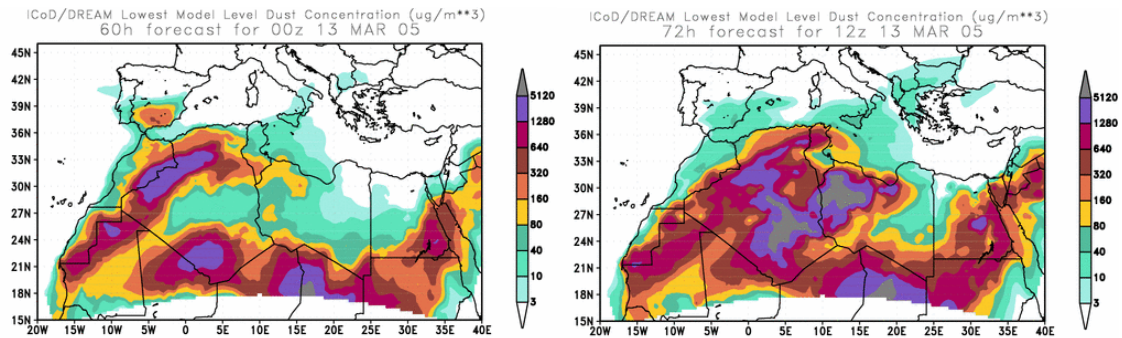 ICoD/DREAM Lowest Model Level Dust Concentration (ug/m**3)
60h forecast for 00z 13 MAR 05
45N
42N
39N
36N
33N
30N
27N
24N
21N
18N
15N
20W 15W 10W 5W 0 5E 10E 15E 20E 25E 30E 35E 40E
5120
1280
640
320
160
80
40
10
3
ICoD/DREAM Lowest Model Level Dust Concentration (ug/m**3)
72h forecast for 12z 13 MAR 05
45N
42N
39N
36N
33N
30N
27N
24N
21N
18N
15N
20W 15W 10W 5W 0 5E 10E 15E 20E 25E 30E 35E 40E
5120
1280
640
320
160
80
40
10
3